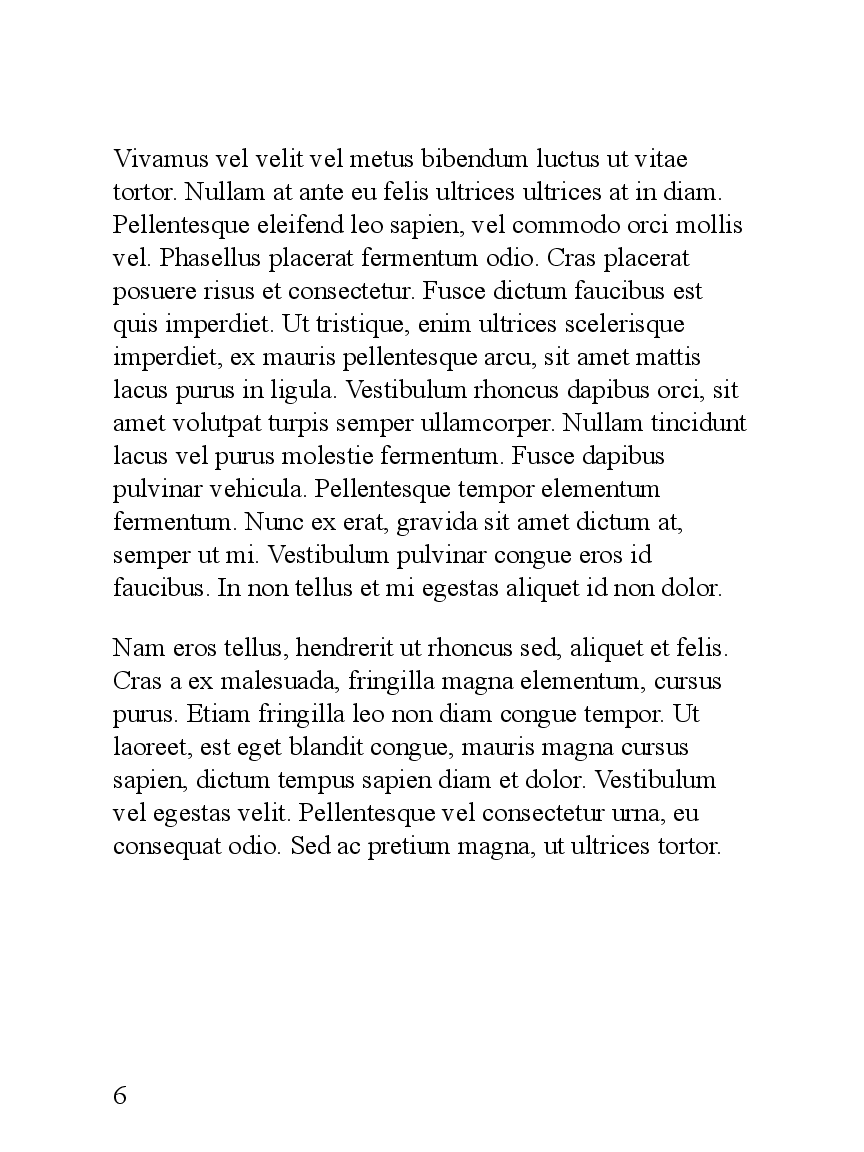 Vivamus vel velit vel metus bibendum luctus ut vitae
tortor. Nullam at ante eu felis ultrices ultrices at in diam.
Pellentesque eleifend leo sapien, vel commodo orci mollis
vel. Phasellus placerat fermentum odio. Cras placerat
posuere risus et consectetur. Fusce dictum faucibus est
quis imperdiet. Ut tristique, enim ultrices scelerisque
imperdiet, ex mauris pellentesque arcu, sit amet mattis
lacus purus in ligula. Vestibulum rhoncus dapibus orci, sit
amet volutpat turpis semper ullamcorper. Nullam tincidunt
lacus vel purus molestie fermentum. Fusce dapibus
pulvinar vehicula. Pellentesque tempor elementum
fermentum. Nunc ex erat, gravida sit amet dictum at,
semper ut mi. Vestibulum pulvinar congue eros id
faucibus. In non tellus et mi egestas aliquet id non dolor.
Nam eros tellus, hendrerit ut rhoncus sed, aliquet et felis.
Cras a ex malesuada, fringilla magna elementum, cursus
purus. Etiam fringilla leo non diam congue tempor. Ut
laoreet, est eget blandit congue, mauris magna cursus
sapien, dictum tempus sapien diam et dolor. Vestibulum
vel egestas velit. Pellentesque vel consectetur urna, eu
consequat odio. Sed ac pretium magna, ut ultrices tortor.
6